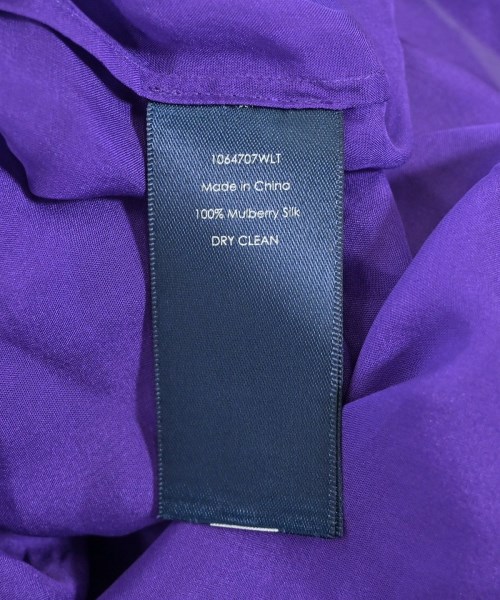 1064707WLT
Made in China
100% Mulberry Silk
DRY CLEAN